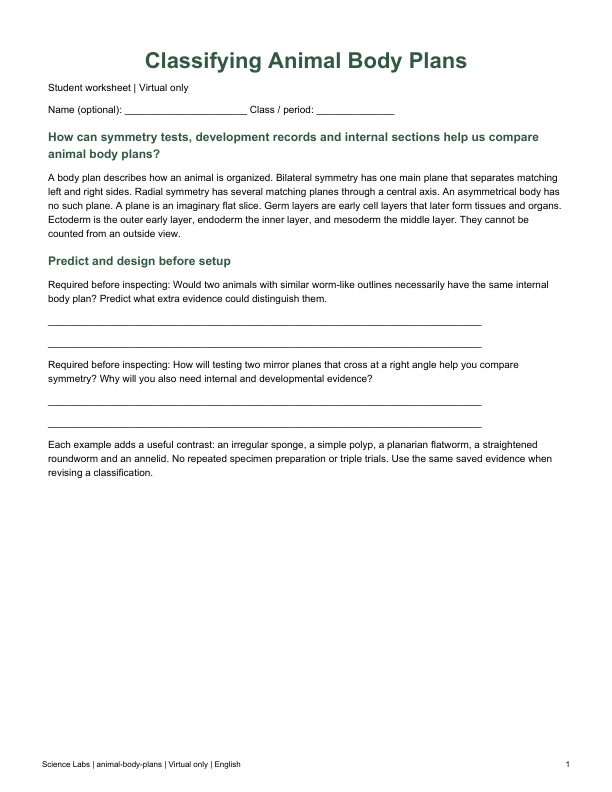 Classifying Animal Body Plans
Student worksheet | Virtual only
Name (optional): ______________________ Class / period: ______________
How can symmetry tests, development records and internal sections help us compare
animal body plans?
A body plan describes how an animal is organized. Bilateral symmetry has one main plane that separates matching
left and right sides. Radial symmetry has several matching planes through a central axis. An asymmetrical body has
no such plane. A plane is an imaginary flat slice. Germ layers are early cell layers that later form tissues and organs.
Ectoderm is the outer early layer, endoderm the inner layer, and mesoderm the middle layer. They cannot be
counted from an outside view.
Predict and design before setup
Required before inspecting: Would two animals with similar worm-like outlines necessarily have the same internal
body plan? Predict what extra evidence could distinguish them.
Required before inspecting: How will testing two mirror planes that cross at a right angle help you compare
symmetry? Why will you also need internal and developmental evidence?
Each example adds a useful contrast: an irregular sponge, a simple polyp, a planarian flatworm, a straightened
roundworm and an annelid. No repeated specimen preparation or triple trials. Use the same saved evidence when
revising a classification.
Science Labs | animal-body-plans | Virtual only | English 1